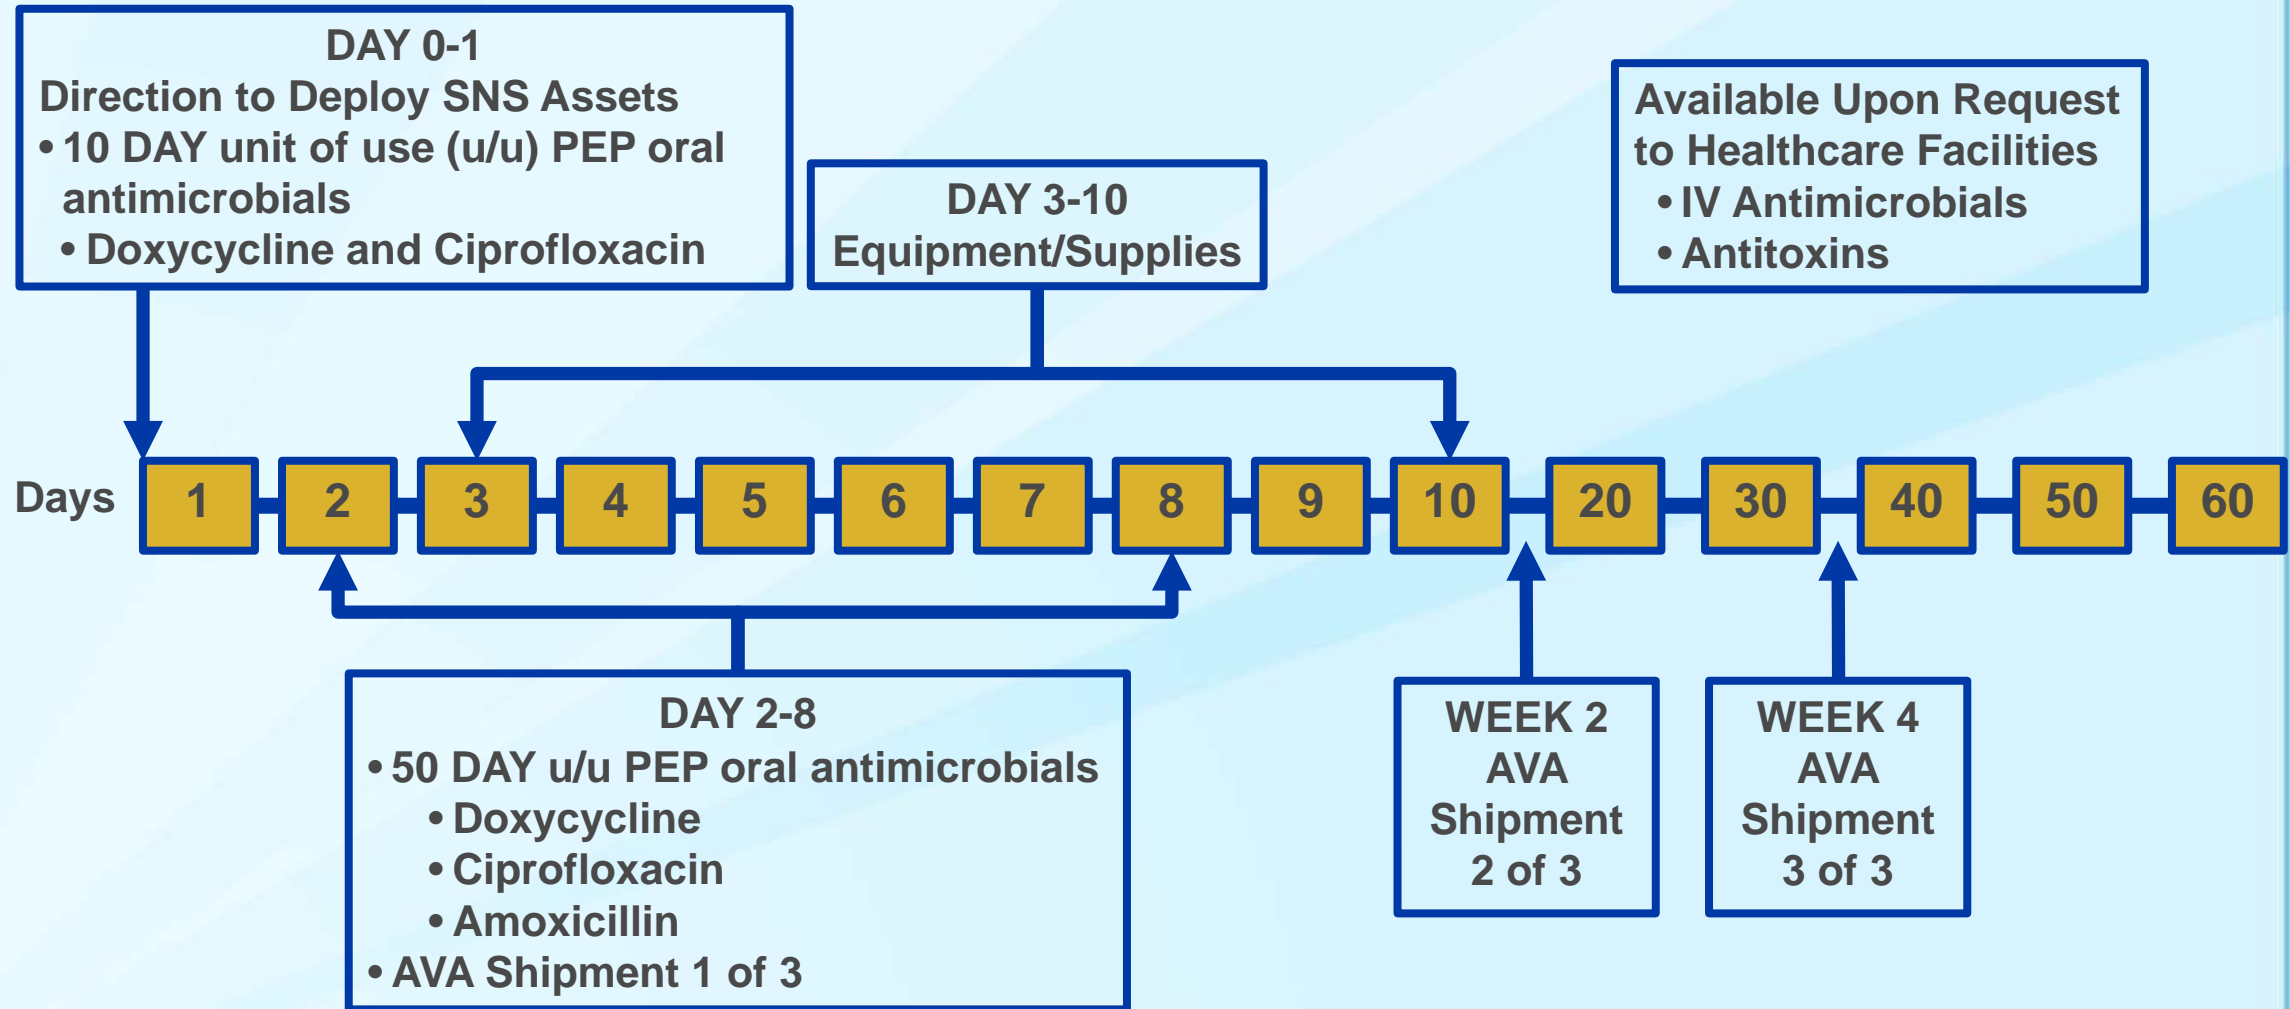 DAY 0-1
Direction to Deploy SNS Assets
• 10 DAY unit of use (u/u) PEP oral
antimicrobials
• Doxycycline and Ciprofloxacin
DAY 3-10
Equipment/Supplies
Available Upon Request
to Healthcare Facilities
• IV Antimicrobials
• Antitoxins
Days 1 2 3 4 5 6 7 8 9 10 20 30 40 50 60
DAY 2-8
• 50 DAY u/u PEP oral antimicrobials
• Doxycycline
• Ciprofloxacin
• Amoxicillin
• AVA Shipment 1 of 3
WEEK 2
AVA
Shipment
2 of 3
WEEK 4
AVA
Shipment
3 of 3